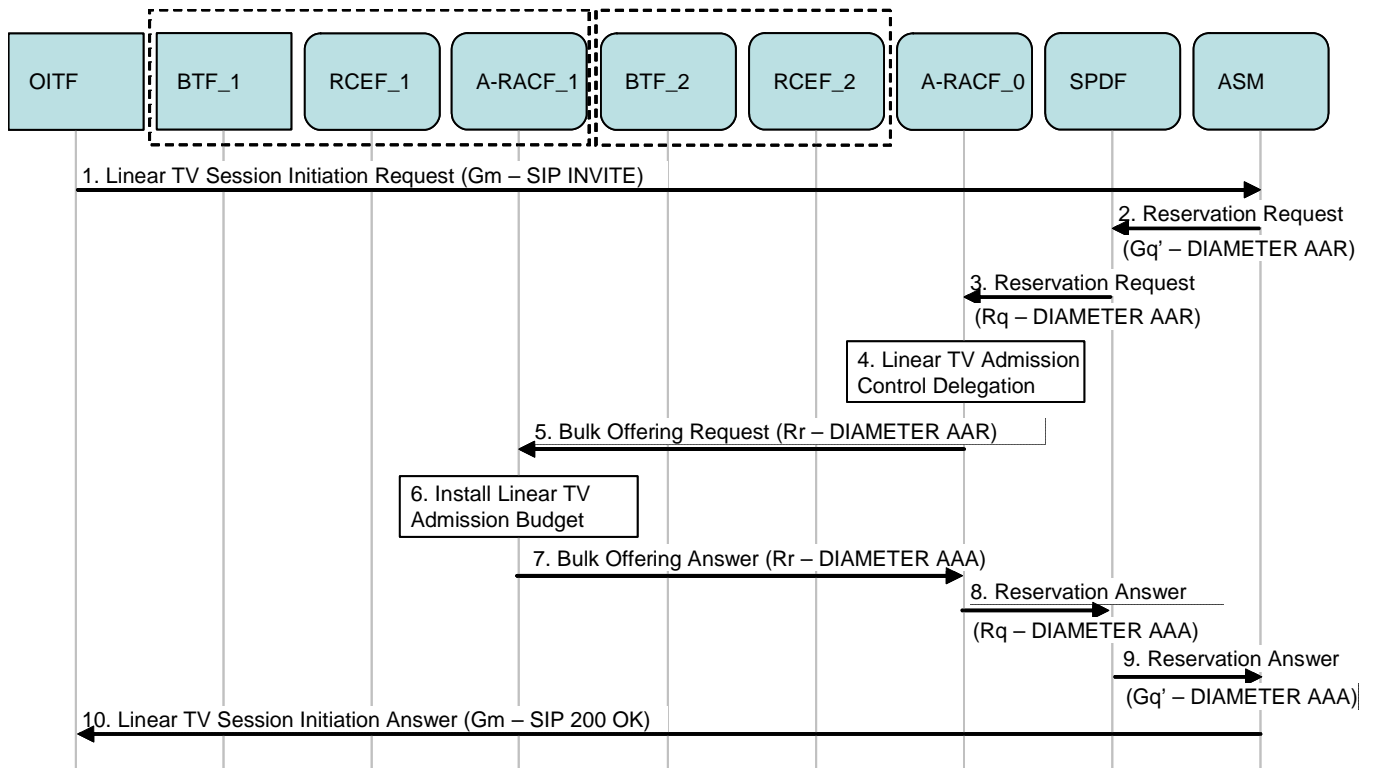 OITF
BTF_1
RCEF_1
A-RACF_1
BTF_2
RCEF_2
A-RACF_0
SPDF
ASM
1. Linear TV Session Initiation Request (Gm – SIP INVITE)
2. Reservation Request
(Gq’ – DIAMETER AAR)
3. Reservation Request
(Rq – DIAMETER AAR)
4. Linear TV Admission
Control Delegation
5. Bulk Offering Request (Rr – DIAMETER AAR)
6. Install Linear TV
Admission Budget
7. Bulk Offering Answer (Rr – DIAMETER AAA)
8. Reservation Answer
(Rq – DIAMETER AAA)
9. Reservation Answer
(Gq’ – DIAMETER AAA)
10. Linear TV Session Initiation Answer (Gm – SIP 200 OK)